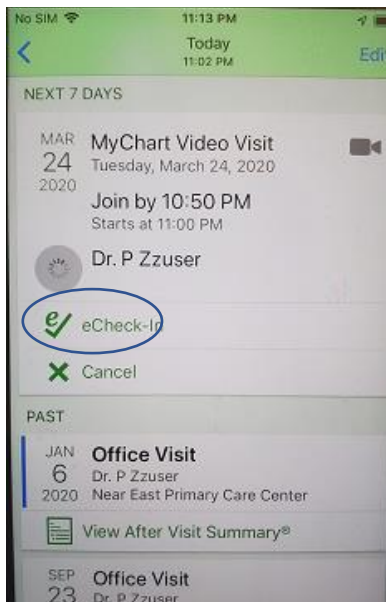 No SIM 11:13 PM
Today
11:02 PM
Edi
NEXT 7 DAYS
MAR
24
2020
MyChart Video Visit
Tuesday, March 24, 2020
Join by 10:50 PM
Starts at 11:00 PM
Dr. P Zzuser
eCheck-In
Cancel
PAST
JAN
6
2020
Office Visit
Dr. P Zzuser
Near East Primary Care Center
View After Visit Summary®
SEP
23
Office Visit
Dr. P Zzuser